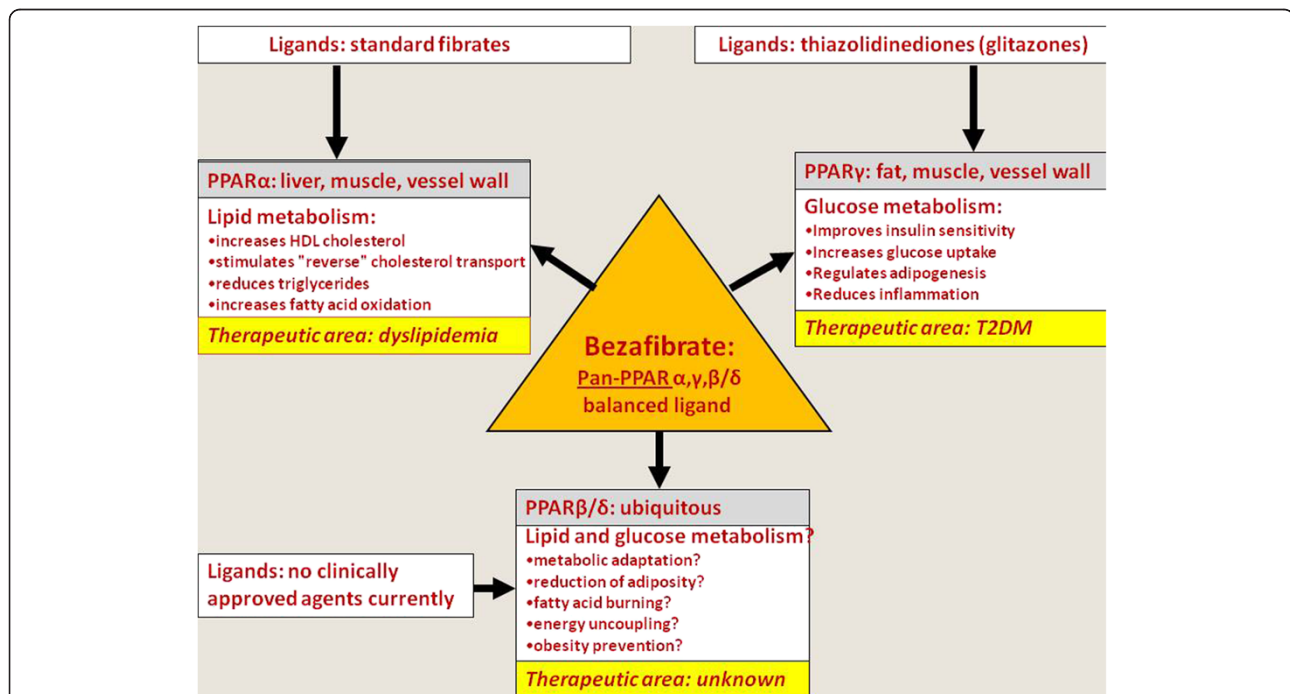 Ligands: standard fibrates
Ligands: thiazolidinediones (glitazones)
PPARα: liver, muscle, vessel wall
Lipid metabolism:
•increases HDL cholesterol
•stimulates "reverse" cholesterol transport
•reduces triglycerides
•increases fatty acid oxidation
Therapeutic area: dyslipidemia
PPARγ: fat, muscle, vessel wall
Glucose metabolism:
•Improves insulin sensitivity
•Increases glucose uptake
•Regulates adipogenesis
•Reduces inflammation
Therapeutic area: T2DM
Bezafibrate:
Pan-PPAR α,γ,β/δ
balanced ligand
Ligands: no clinically
approved agents currently
PPARβ/δ: ubiquitous
Lipid and glucose metabolism?
•metabolic adaptation?
•reduction of adiposity?
•fatty acid burning?
•energy uncoupling?
•obesity prevention?
Therapeutic area: unknown